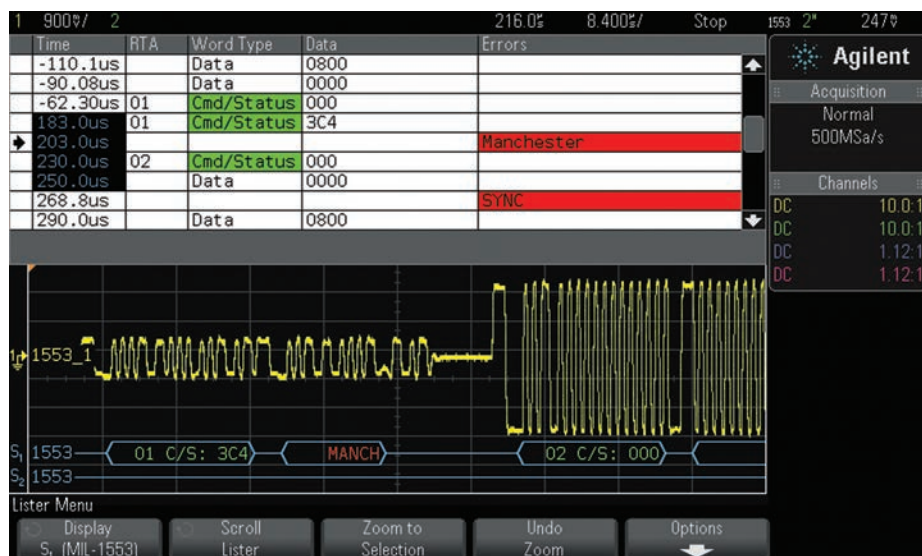 1 900▽/ 2 216.0㎲ 8.400㎲/ Stop 1553 2" 247▽
Time RTA Word Type Data Errors
-110.1us Data 0800
-90.08us Data 0000
-62.30us 01 Cmd/Status 000
183.0us 01 Cmd/Status 3C4
203.0us Manchester
230.0us 02 Cmd/Status 000
250.0us Data 0000
268.8us SYNC
290.0us Data 0800
Agilent
Acquisition
Normal
500MSa/s
Channels
DC 10.0:1
DC 10.0:1
DC 1.12:1
DC 1.12:1
1 1553_1
S1 1553 01 C/S: 3C4 MANCH 02 C/S: 000
S2 1553
Lister Menu
Display
S1 (MIL-1553)
Scroll
Lister
Zoom to
Selection
Undo
Zoom
Options